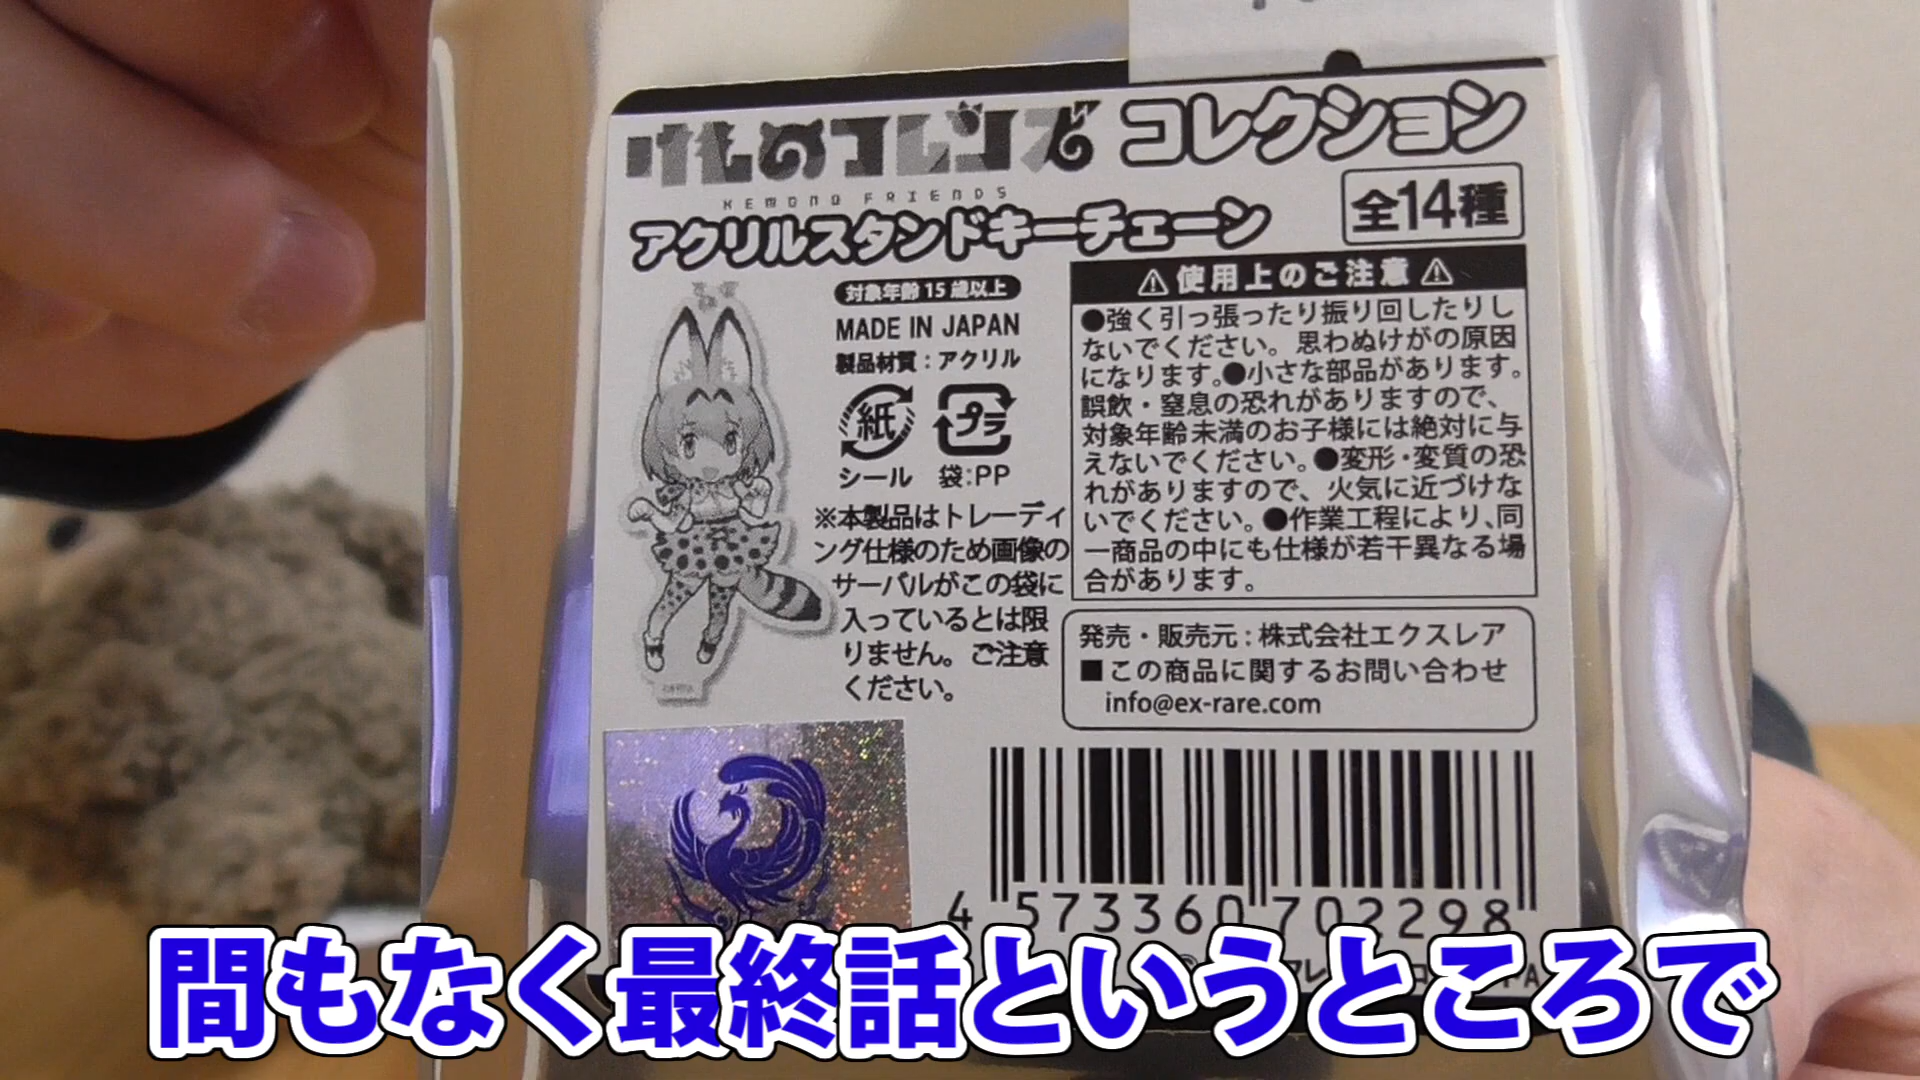 けものフレンズ コレクション
KEMONO FRIENDS
アクリルスタンドキーチェーン
全14種
対象年齢15歳以上
MADE IN JAPAN
製品材質：アクリル
紙
プラ
シール
袋:PP
※本製品はトレーディ
ング仕様のため画像の
サーバルがこの袋に
入っているとは限
りません。ご注意
ください。
⚠使用上のご注意⚠
●強く引っ張ったり振り回したりし
ないでください。思わぬけがの原因
になります。●小さな部品があります。
誤飲・窒息の恐れがありますので、
対象年齢未満のお子様には絶対に与
えないでください。●変形・変質の恐
れがありますので、火気に近づけな
いでください。●作業工程により、同
一商品の中にも仕様が若干異なる場
合があります。
発売・販売元：株式会社エクスレア
■この商品に関するお問い合わせ
info@ex-rare.com
4 573360 702298
間もなく最終話というところで